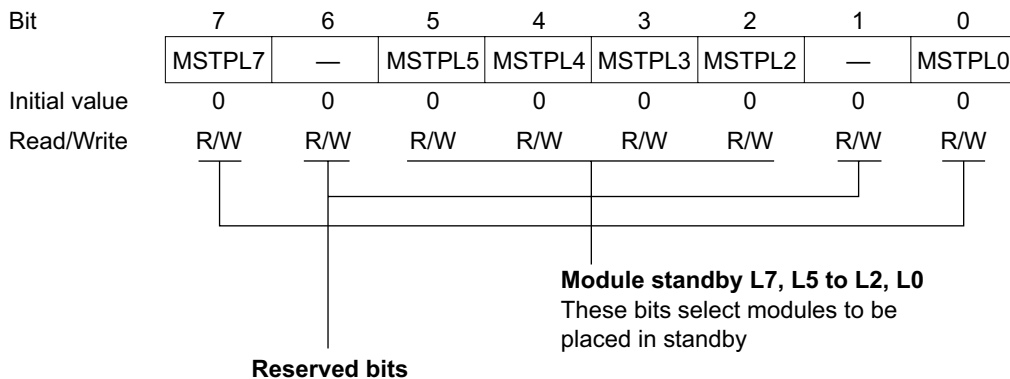 Bit 7 6 5 4 3 2 1 0
MSTPL7 — MSTPL5 MSTPL4 MSTPL3 MSTPL2 — MSTPL0
Initial value 0 0 0 0 0 0 0 0
Read/Write R/W R/W R/W R/W R/W R/W R/W R/W
Module standby L7, L5 to L2, L0
These bits select modules to be
placed in standby
Reserved bits